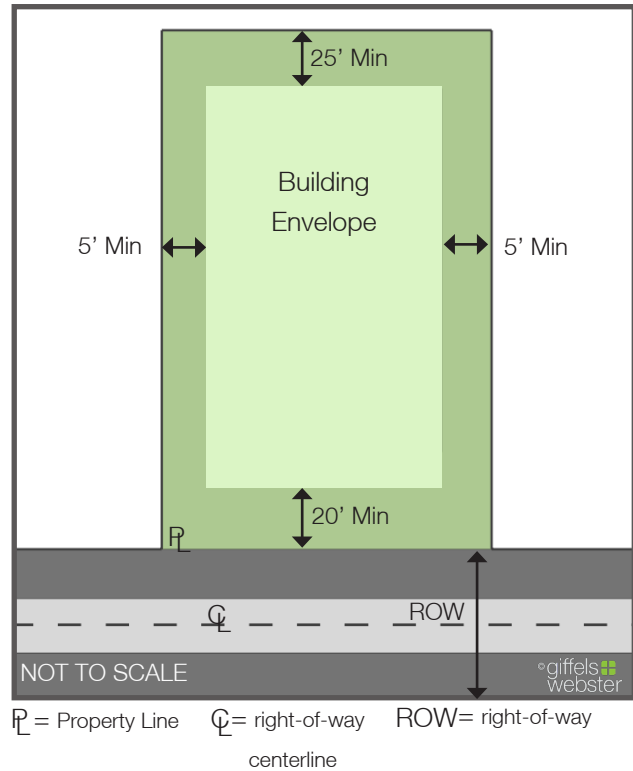 25’ Min
Building
Envelope
5’ Min
5’ Min
20’ Min
PL
CL
ROW
NOT TO SCALE
©giffels
webster
PL = Property Line CL= right-of-way ROW= right-of-way
centerline